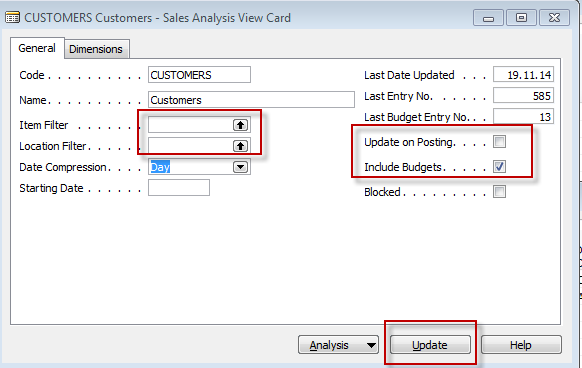 CUSTOMERS Customers - Sales Analysis View Card
General Dimensions
Code . . . . . . . . . . CUSTOMERS Last Date Updated . . . 19.11.14
Name. . . . . . . . . . Customers Last Entry No. . . . . . 585
Item Filter . . . . . . Last Budget Entry No. . . 13
Location Filter. . . . . Update on Posting. . . . .
Date Compression. . . . Day Include Budgets. . . . . .
Starting Date . . . . . . Blocked . . . . . . . . . .
Analysis Update Help